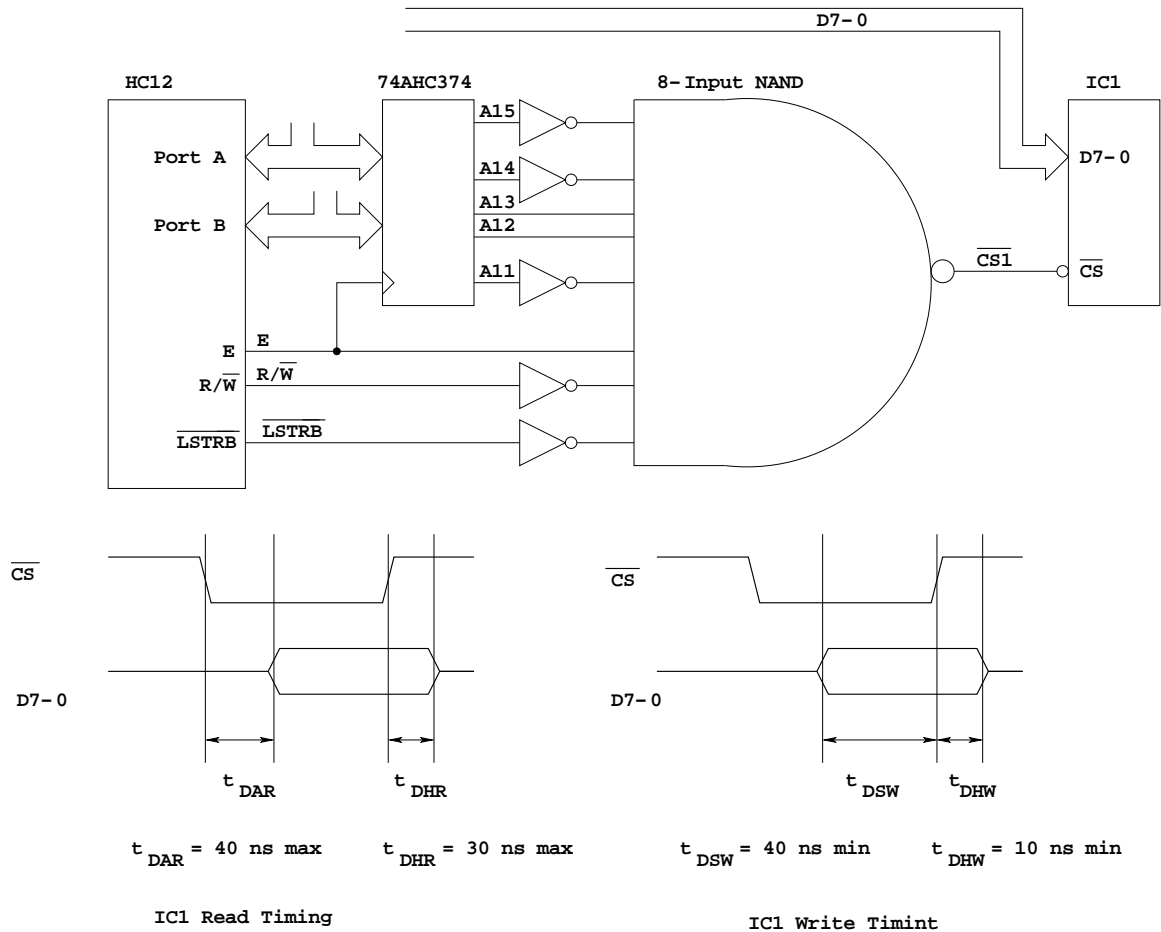 D7-0
HC12
74AHC374
8-Input NAND
IC1
A15
Port A
D7-0
A14
A13
Port B
A12
CS1
A11
CS
E
E
R/W
R/W
LSTRB
LSTRB
CS
CS
D7-0
D7-0
t DAR
t DHR
t DSW
t DHW
t DAR = 40 ns max
t DHR = 30 ns max
t DSW = 40 ns min
t DHW = 10 ns min
IC1 Read Timing
IC1 Write Timint